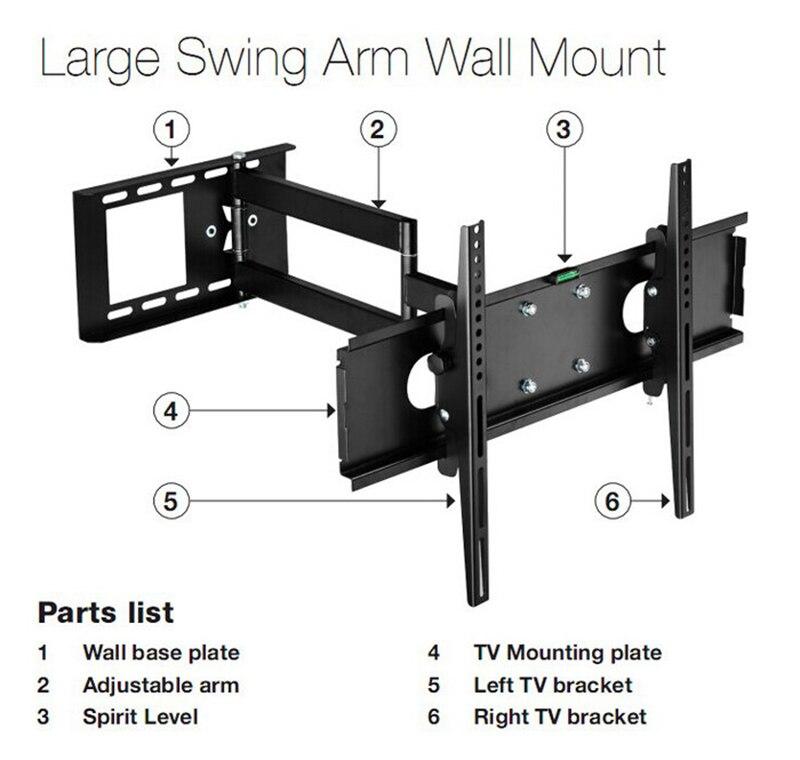 Large Swing Arm Wall Mount
1 2 3
4
5 6
Parts list
1 Wall base plate
2 Adjustable arm
3 Spirit Level
4 TV Mounting plate
5 Left TV bracket
6 Right TV bracket